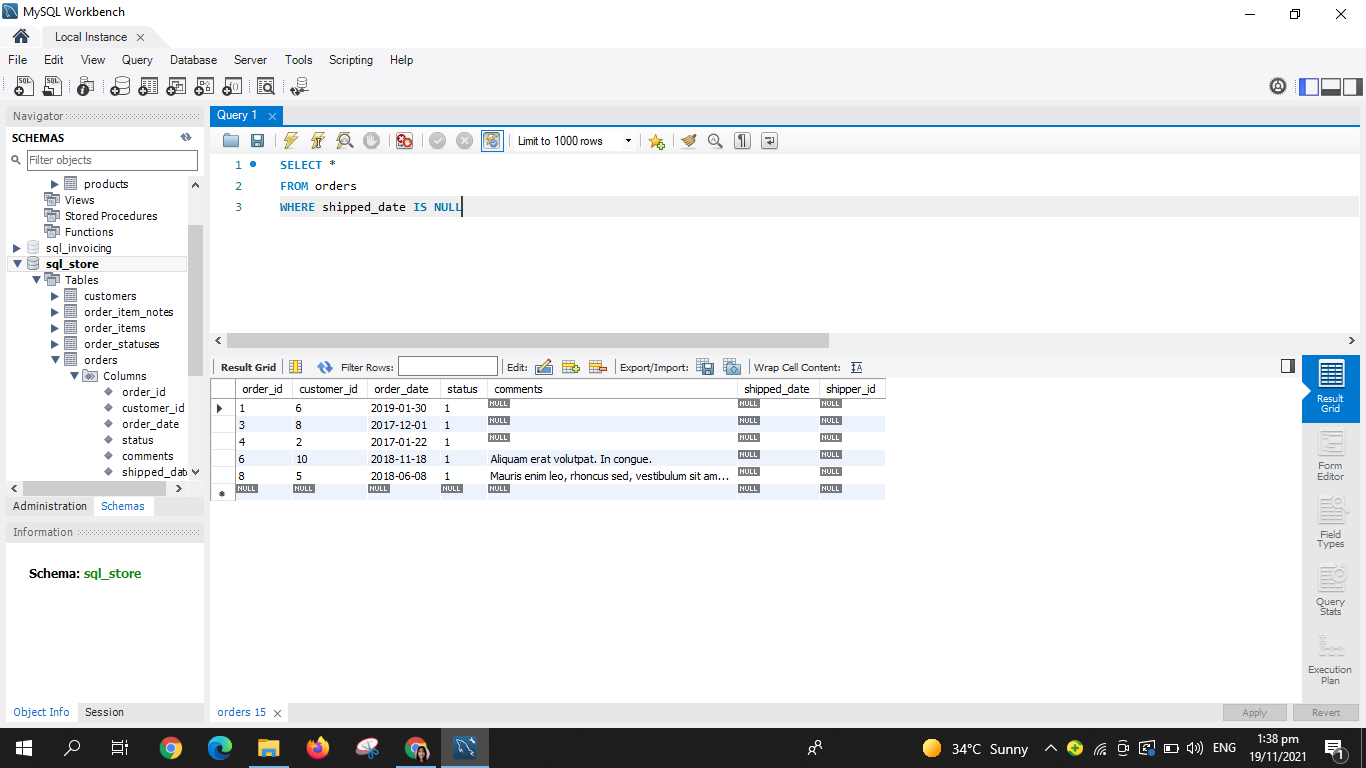 MySQL Workbench
Local Instance
File Edit View Query Database Server Tools Scripting Help
Navigator
SCHEMAS
Filter objects
products
Views
Stored Procedures
Functions
sql_invoicing
sql_store
Tables
customers
order_item_notes
order_items
order_statuses
orders
Columns
order_id
customer_id
order_date
status
comments
Administration Schemas
Information
Schema: sql_store
Object Info Session
Query 1
Limit to 1000 rows
1 SELECT *
2 FROM orders
3 WHERE shipped_date IS NULL
Result Grid Filter Rows: Edit: Export/Import: Wrap Cell Content:
order_id customer_id order_date status comments shipped_date shipper_id
1 6 2019-01-30 1 NULL NULL NULL
3 8 2017-12-01 1 NULL NULL NULL
4 2 2017-01-22 1 NULL NULL NULL
6 10 2018-11-18 1 Aliquam erat volutpat. In congue. NULL NULL
8 5 2018-06-08 1 Mauris enim leo, rhoncus sed, vestibulum sit am... NULL NULL
NULL NULL NULL NULL NULL NULL NULL
Result
Grid
Form
Editor
Field
Types
Query
Stats
Execution
Plan
orders 15
Apply Revert
34°C Sunny
ENG
1:38 pm
19/11/2021
1